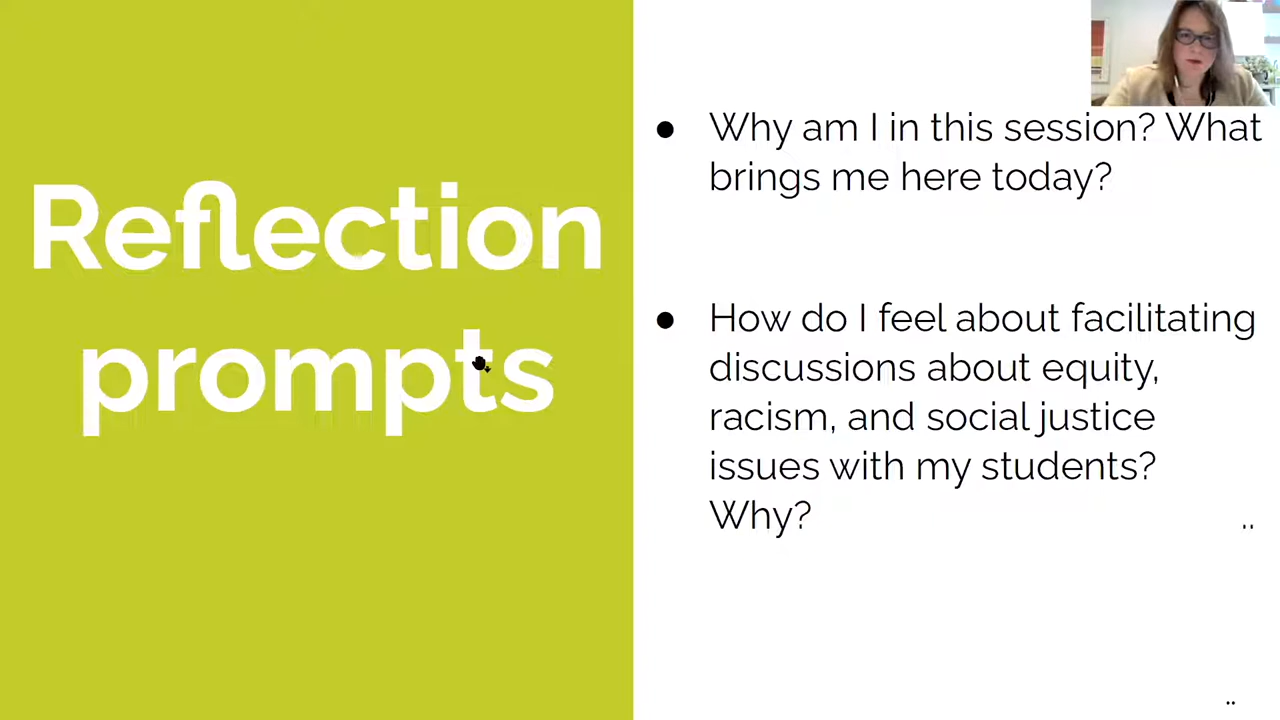 Reflection
prompts
● Why am I in this session? What
brings me here today?
● How do I feel about facilitating
discussions about equity,
racism, and social justice
issues with my students?
Why?